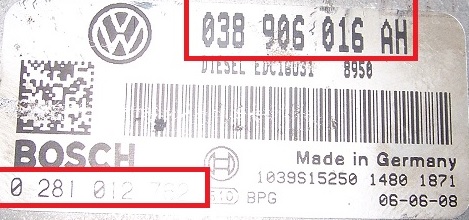 038 906 016 AH
DIESEL EDC16U31 8950
BOSCH
Made in Germany
0 281 012
1039S15250 1480 1871
BPG 06-06-08